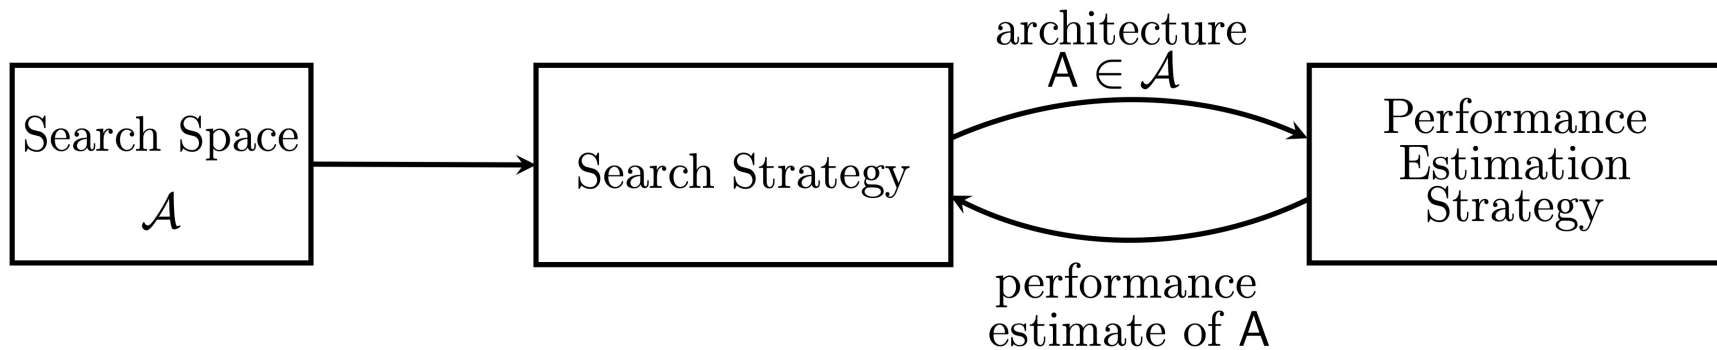 Search Space
𝒜
Search Strategy
architecture
A ∈ 𝒜
performance
estimate of A
Performance
Estimation
Strategy